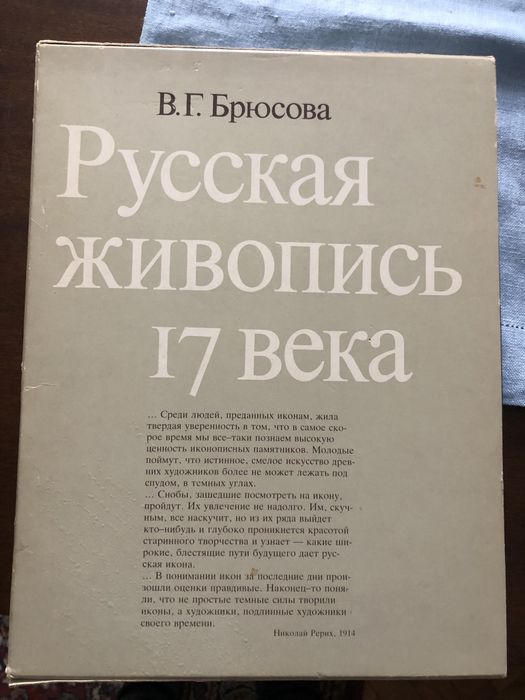 В.Г. Брюсова
Русская
живопись
17 века
... Среди людей, преданных иконам, жила
твердая уверенность в том, что в самое ско-
рое время мы все-таки познаем высокую
ценность иконописных памятников. Молодые
поймут, что истинное, смелое искусство древ-
них художников более не может лежать под
спудом, в темных углах.
... Снобы, зашедшие посмотреть на икону,
пройдут. Их увлечение не надолго. Им, скуч-
ным, все наскучит, но из их ряда выйдет
кто-нибудь и глубоко проникнется красотой
старинного творчества и узнает — какие ши-
рокие, блестящие пути будущего дает рус-
ская икона.
... В понимании икон за последние дни прои-
зошли оценки правдивые. Наконец-то поня-
ли, что не простые темные силы творили
иконы, а художники, подлинные художники
своего времени.
Николай Рерих, 1914